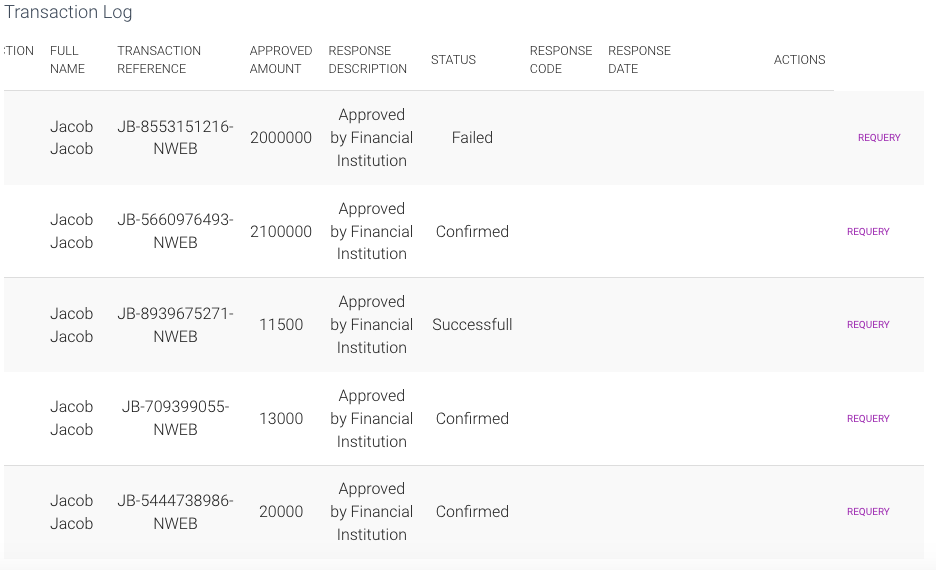 Transaction Log
TION FULL NAME TRANSACTION REFERENCE APPROVED AMOUNT RESPONSE DESCRIPTION STATUS RESPONSE CODE RESPONSE DATE ACTIONS
Jacob Jacob JB-8553151216-NWEB 2000000 Approved by Financial Institution Failed REQUERY
Jacob Jacob JB-5660976493-NWEB 2100000 Approved by Financial Institution Confirmed REQUERY
Jacob Jacob JB-8939675271-NWEB 11500 Approved by Financial Institution Successfull REQUERY
Jacob Jacob JB-709399055-NWEB 13000 Approved by Financial Institution Confirmed REQUERY
Jacob Jacob JB-5444738986-NWEB 20000 Approved by Financial Institution Confirmed REQUERY